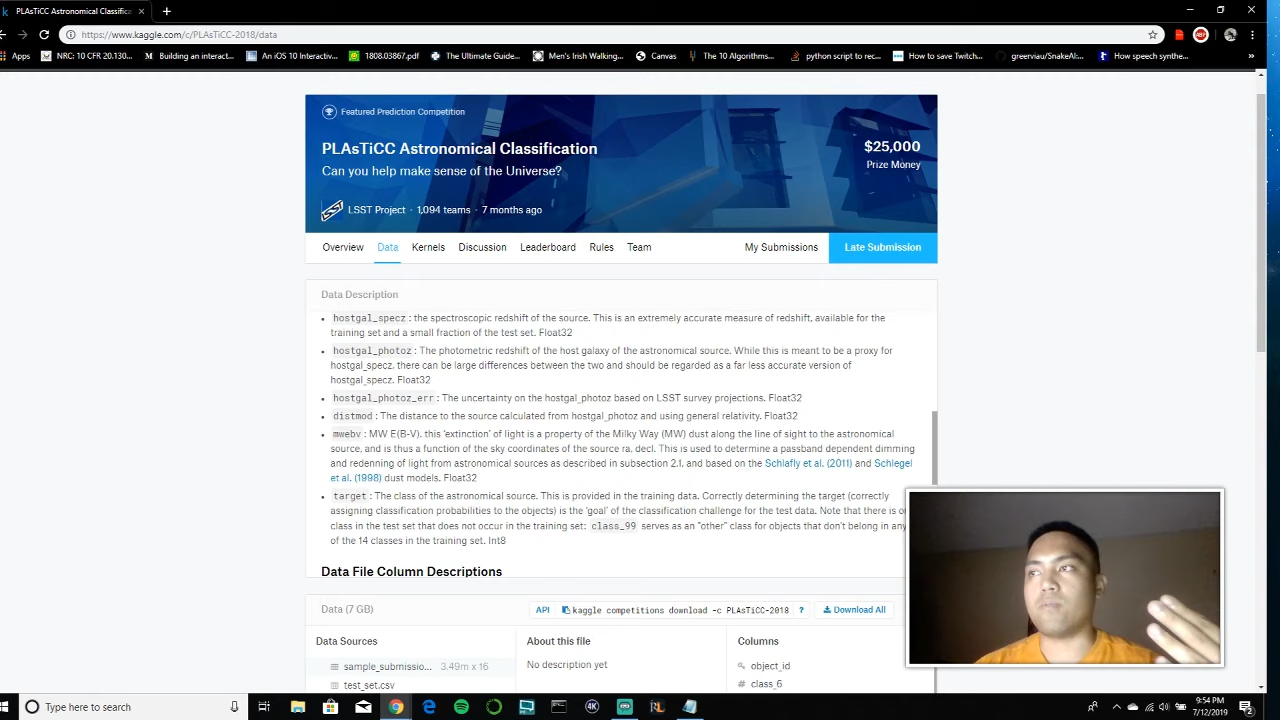 PLAsTiCC Astronomical Classifica
https://www.kaggle.com/c/PLAsTiCC-2018/data
Apps NRC: 10 CFR 20.130... Building an interact... An iOS 10 Interactiv... 1808.03867.pdf The Ultimate Guide... Men's Irish Walking... Canvas The 10 Algorithms... python script to rec... How to save Twitch... greerviau/SnakeAI:... How speech synthe... »
Featured Prediction Competition
PLAsTiCC Astronomical Classification
$25,000
Can you help make sense of the Universe?
Prize Money
LSST Project · 1,094 teams · 7 months ago
Overview Data Kernels Discussion Leaderboard Rules Team My Submissions Late Submission
Data Description
• hostgal_specz : the spectroscopic redshift of the source. This is an extremely accurate measure of redshift, available for the
training set and a small fraction of the test set. Float32
• hostgal_photoz : The photometric redshift of the host galaxy of the astronomical source. While this is meant to be a proxy for
hostgal_specz, there can be large differences between the two and should be regarded as a far less accurate version of
hostgal_specz. Float32
• hostgal_photoz_err : The uncertainty on the hostgal_photoz based on LSST survey projections. Float32
• distmod : The distance to the source calculated from hostgal_photoz and using general relativity. Float32
• mwebv : MW E(B-V). this 'extinction' of light is a property of the Milky Way (MW) dust along the line of sight to the astronomical
source, and is thus a function of the sky coordinates of the source ra, decl. This is used to determine a passband dependent dimming
and redenning of light from astronomical sources as described in subsection 2.1, and based on the Schlafly et al. (2011) and Schlegel
et al. (1998) dust models. Float32
• target : The class of the astronomical source. This is provided in the training data. Correctly determining the target (correctly
assigning classification probabilities to the objects) is the 'goal' of the classification challenge for the test data. Note that there is
class in the test set that does not occur in the training set: class_99 serves as an "other" class for objects that don't belong in any
of the 14 classes in the training set. Int8
Data File Column Descriptions
Data (7 GB) API kaggle competitions download -c PLAsTiCC-2018 ? Download All
Data Sources About this file Columns
sample_submissio... 3.49m x 16 No description yet object_id
test_set.csv class_6
Type here to search
9:54 PM
7/12/2019